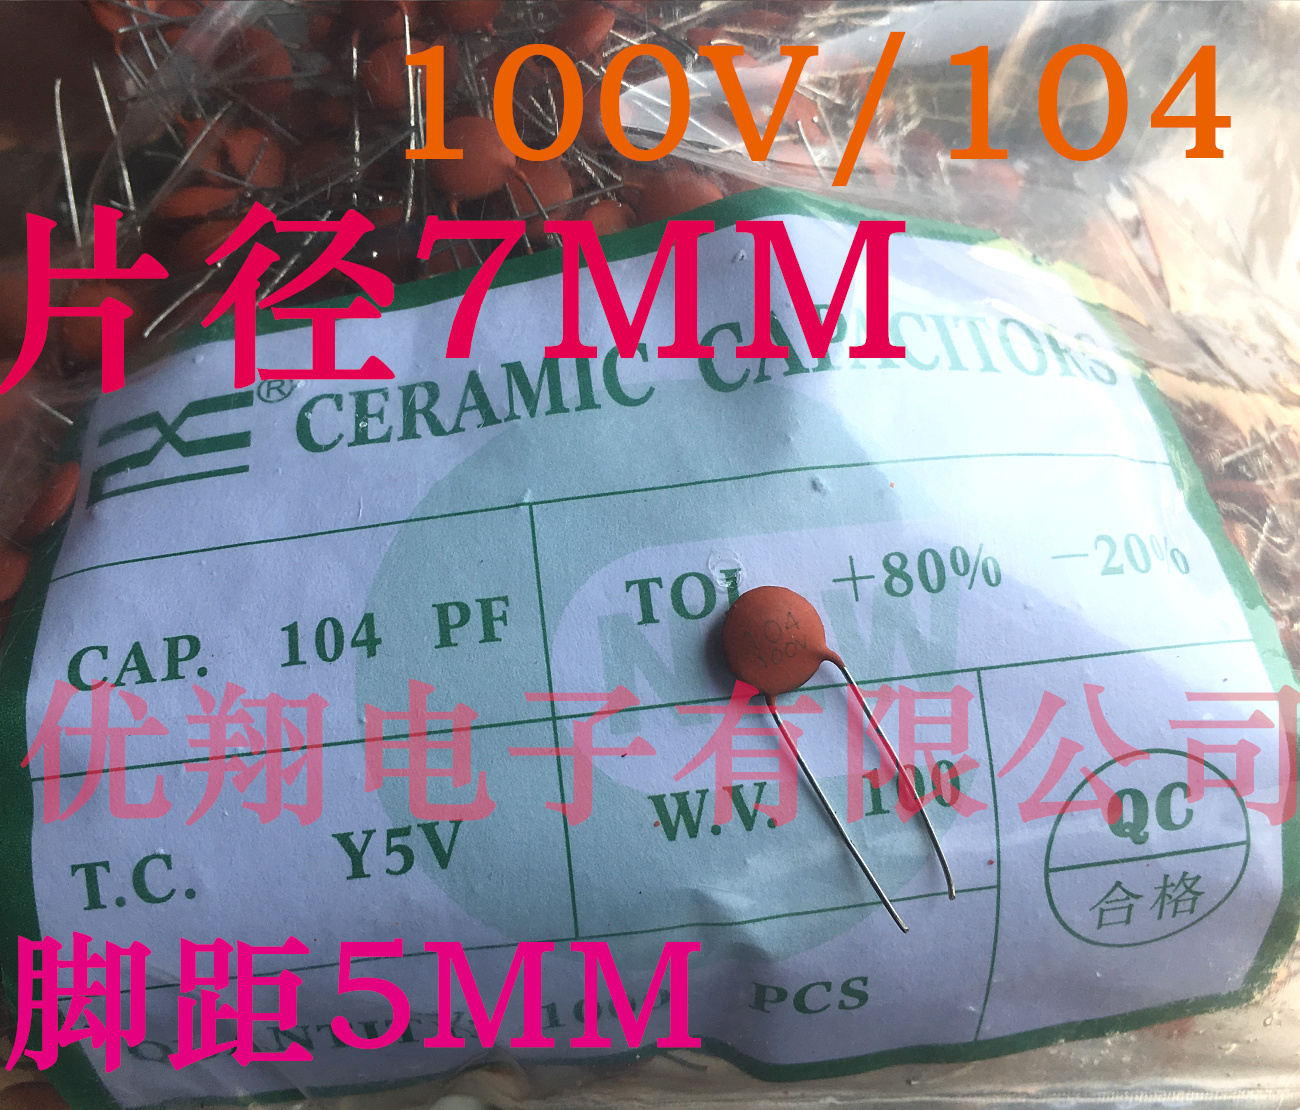 100V/104
片径7MM
® CERAMIC CAPACITORS
CAP. 104 PF
TOL +80% -20%
104
100V
优翔电子有限公司
T.C. Y5V
W.V. 100
QC
合格
脚距5MM
QUANTITY PCS